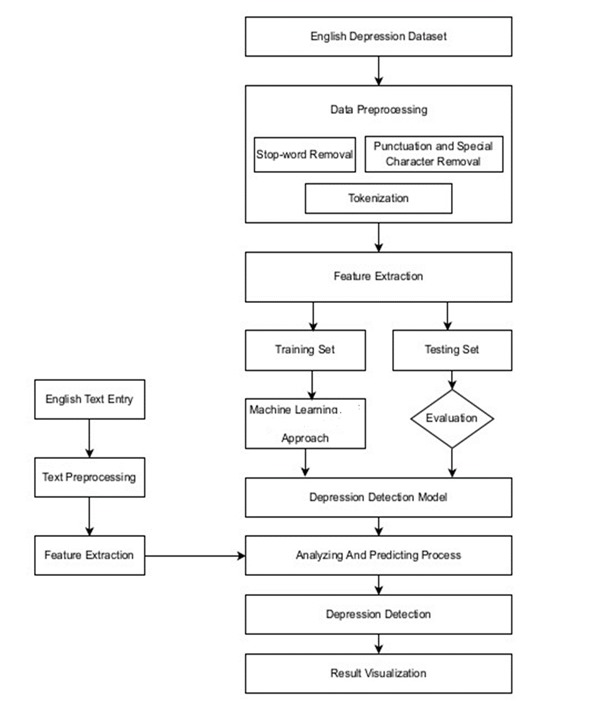 English Depression Dataset
Data Preprocessing
Stop-word Removal
Punctuation and Special
Character Removal
Tokenization
Feature Extraction
Training Set
Testing Set
English Text Entry
Machine Learning.
Approach
Evaluation
Text Preprocessing
Depression Detection Model
Feature Extraction
Analyzing And Predicting Process
Depression Detection
Result Visualization